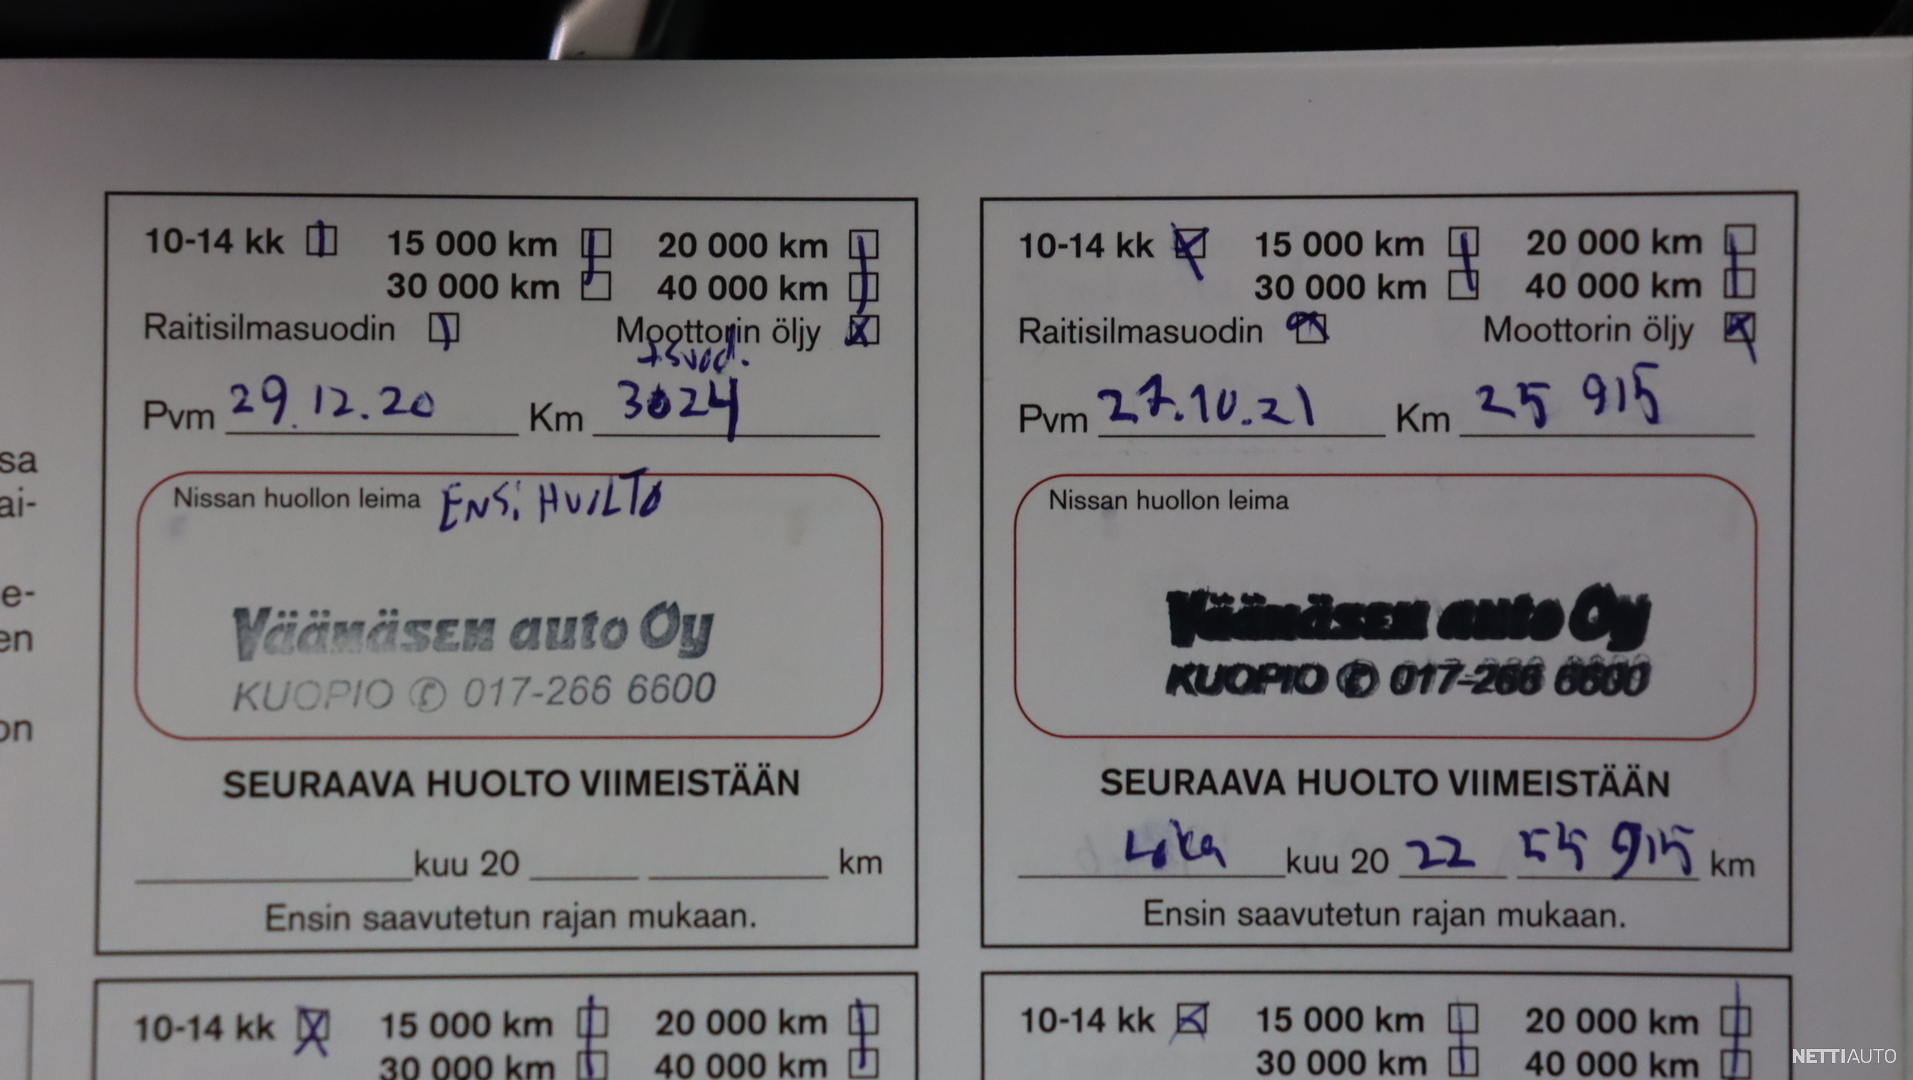 sa
ai-
e-
en
on
10-14 kk 15 000 km 20 000 km
30 000 km 40 000 km
Raitisilmasuodin Moottorin öljy
+suod.
Pvm 29.12.20 Km 3024
Nissan huollon leima ENSi HUOLTO
Väänäsen auto Oy
KUOPIO ✆ 017-266 6600
SEURAAVA HUOLTO VIIMEISTÄÄN
kuu 20 km
Ensin saavutetun rajan mukaan.
10-14 kk 15 000 km 20 000 km
30 000 km 40 000 km
Raitisilmasuodin Moottorin öljy
Pvm 27.10.21 Km 25 915
Nissan huollon leima
Väänäsen auto Oy
KUOPIO ✆ 017-266 6600
SEURAAVA HUOLTO VIIMEISTÄÄN
Loka kuu 20 22 55 915 km
Ensin saavutetun rajan mukaan.
10-14 kk 15 000 km 20 000 km
30 000 km 40 000 km
10-14 kk 15 000 km 20 000 km
30 000 km 40 000 km
NETTIAUTO